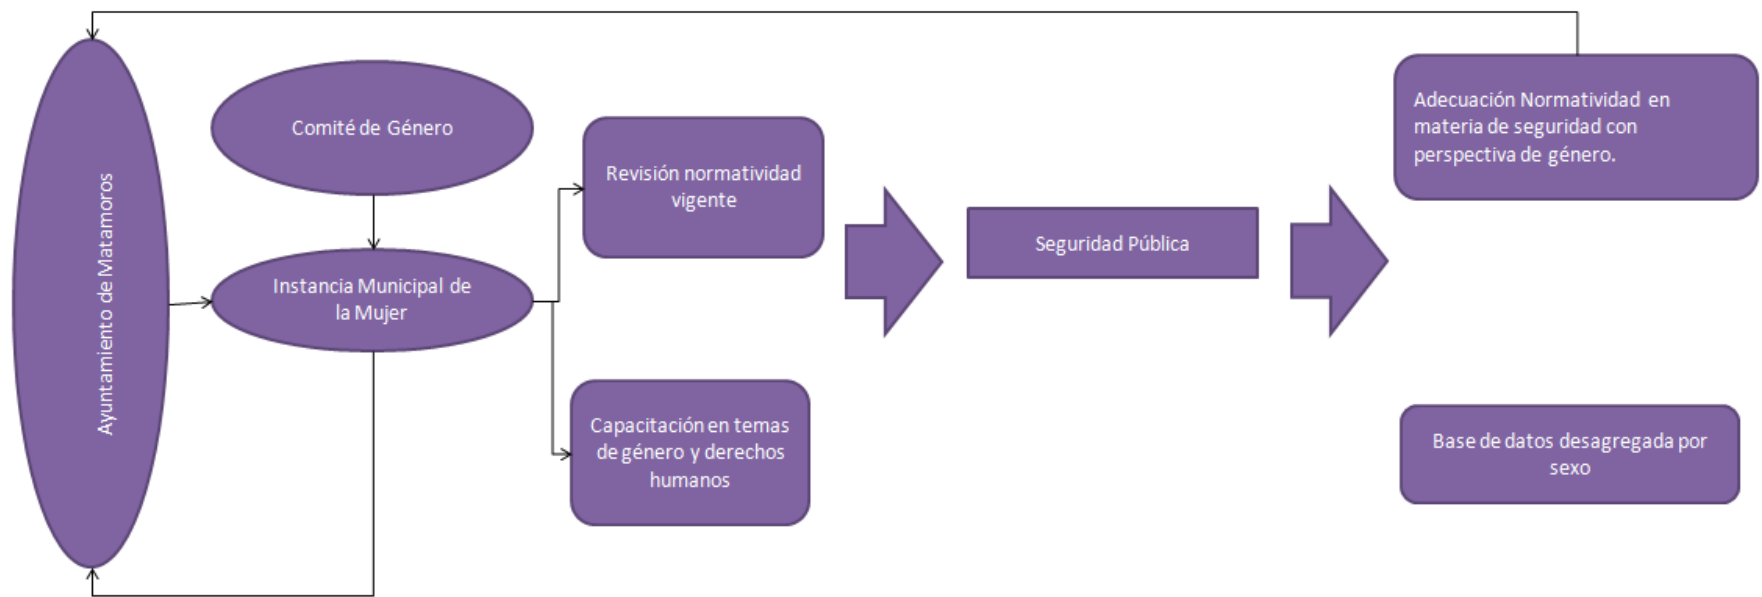 Ayuntamiento de Matamoros
Comité de Género
Instancia Municipal de
la Mujer
Revisión normatividad
vigente
Capacitación en temas
de género y derechos
humanos
Seguridad Pública
Adecuación Normatividad en
materia de seguridad con
perspectiva de género.
Base de datos desagregada por
sexo